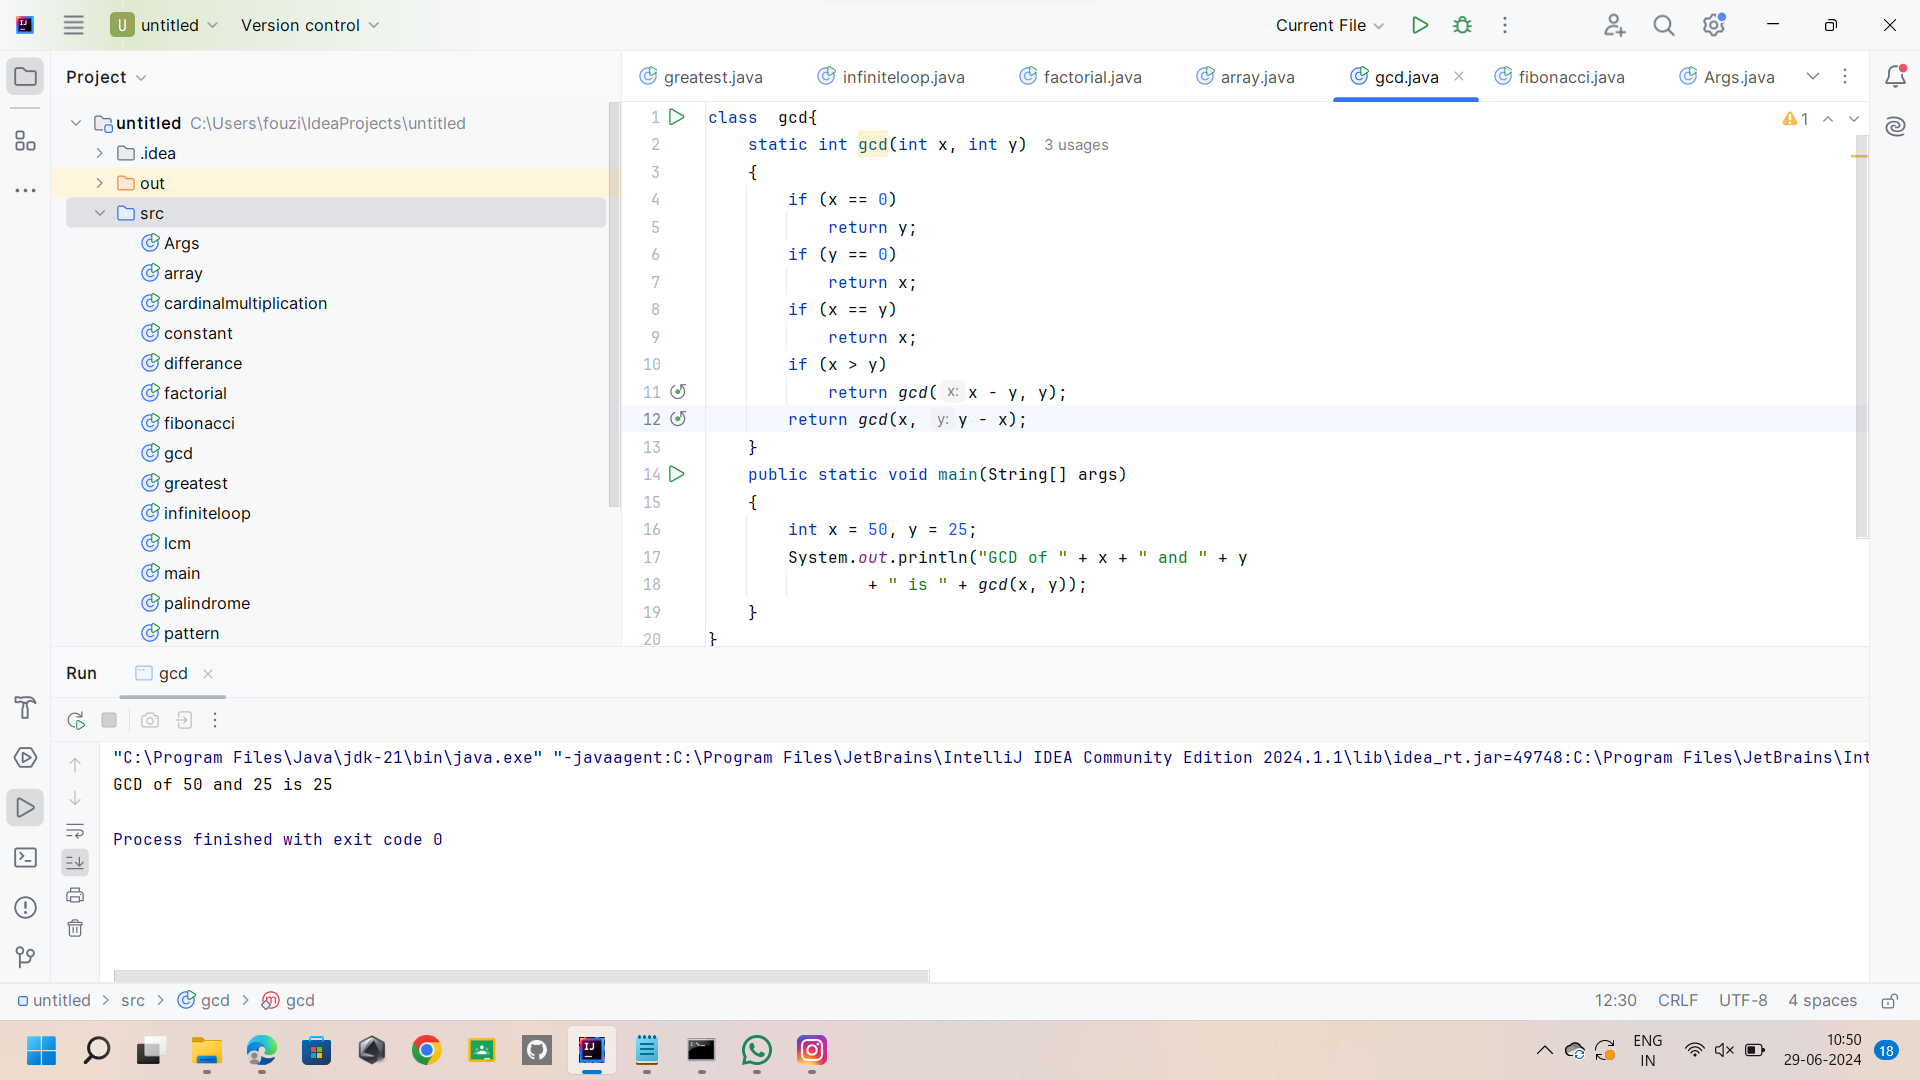 U untitled Version control Current File
Project
greatest.java infiniteloop.java factorial.java array.java gcd.java fibonacci.java Args.java
untitled C:\Users\fouzi\IdeaProjects\untitled
.idea
out
src
Args
array
cardinalmultiplication
constant
differance
factorial
fibonacci
gcd
greatest
infiniteloop
lcm
main
palindrome
pattern
1 class  gcd{
1
2     static int gcd(int x, int y) 3 usages
3     {
4         if (x == 0)
5             return y;
6         if (y == 0)
7             return x;
8         if (x == y)
9             return x;
10         if (x > y)
11             return gcd( x: x - y, y);
12         return gcd(x, y: y - x);
13     }
14     public static void main(String[] args)
15     {
16         int x = 50, y = 25;
17         System.out.println("GCD of " + x + " and " + y
18                 + " is " + gcd(x, y));
19     }
20 }
Run gcd
"C:\Program Files\Java\jdk-21\bin\java.exe" "-javaagent:C:\Program Files\JetBrains\IntelliJ IDEA Community Edition 2024.1.1\lib\idea_rt.jar=49748:C:\Program Files\JetBrains\Int
GCD of 50 and 25 is 25
Process finished with exit code 0
untitled > src > gcd > gcd
12:30 CRLF UTF-8 4 spaces
ENG
IN
10:50
29-06-2024
18